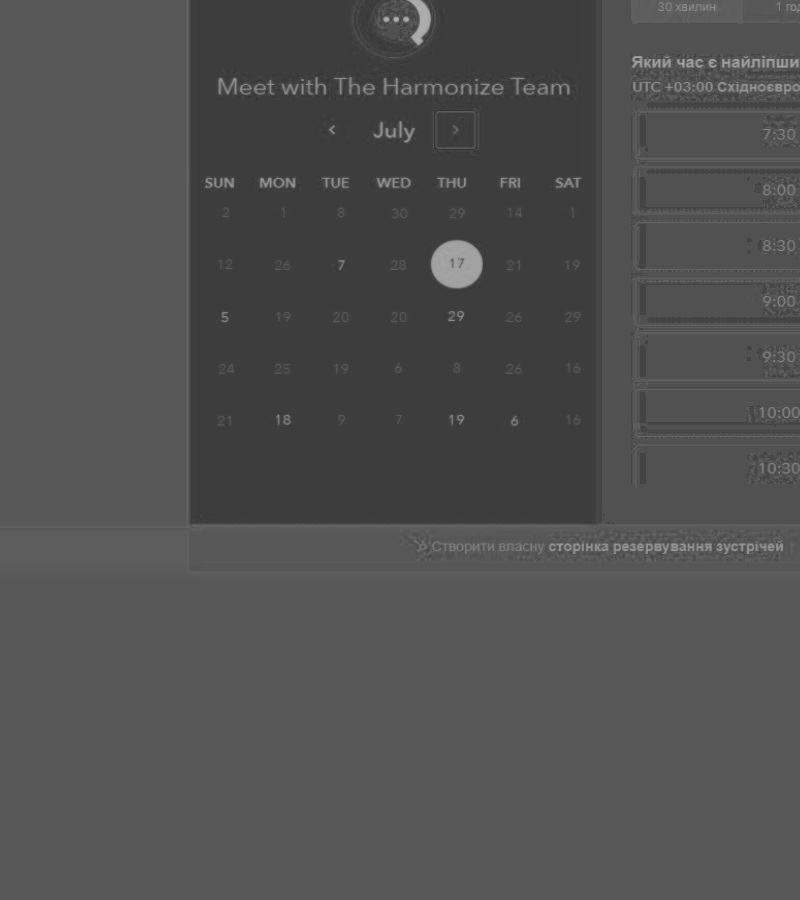 30 хвилин 1 год
Meet with The Harmonize Team
‹ July ›
SUN MON TUE WED THU FRI SAT
2 1 8 30 29 14 1
12 26 7 28 17 21 19
5 19 20 20 29 26 29
24 25 19 6 8 26 16
21 18 9 7 19 6 16
Який час є найліпши
UTC +03:00 Східноєвро
7:30
8:00
8:30
9:00
9:30
10:00
10:30
Створити власну сторінка резервування зустрічей